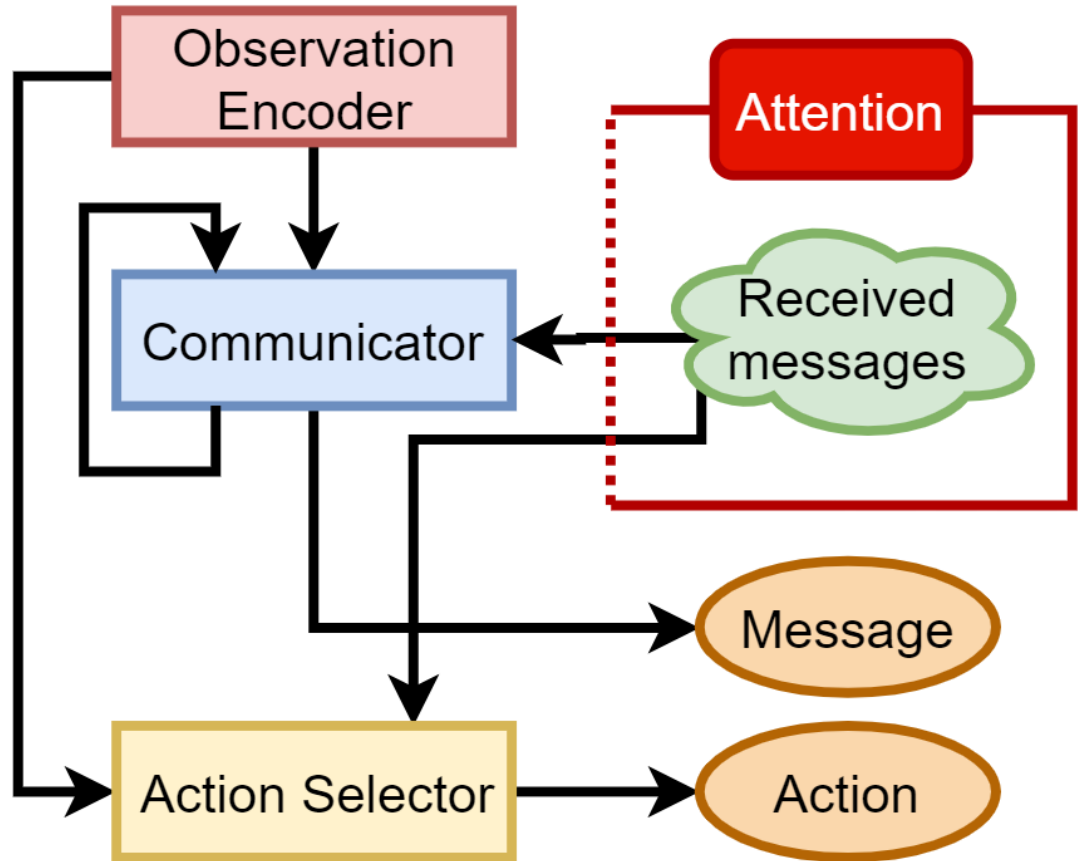 Observation
Encoder
Attention
Received
messages
Communicator
Message
Action Selector
Action